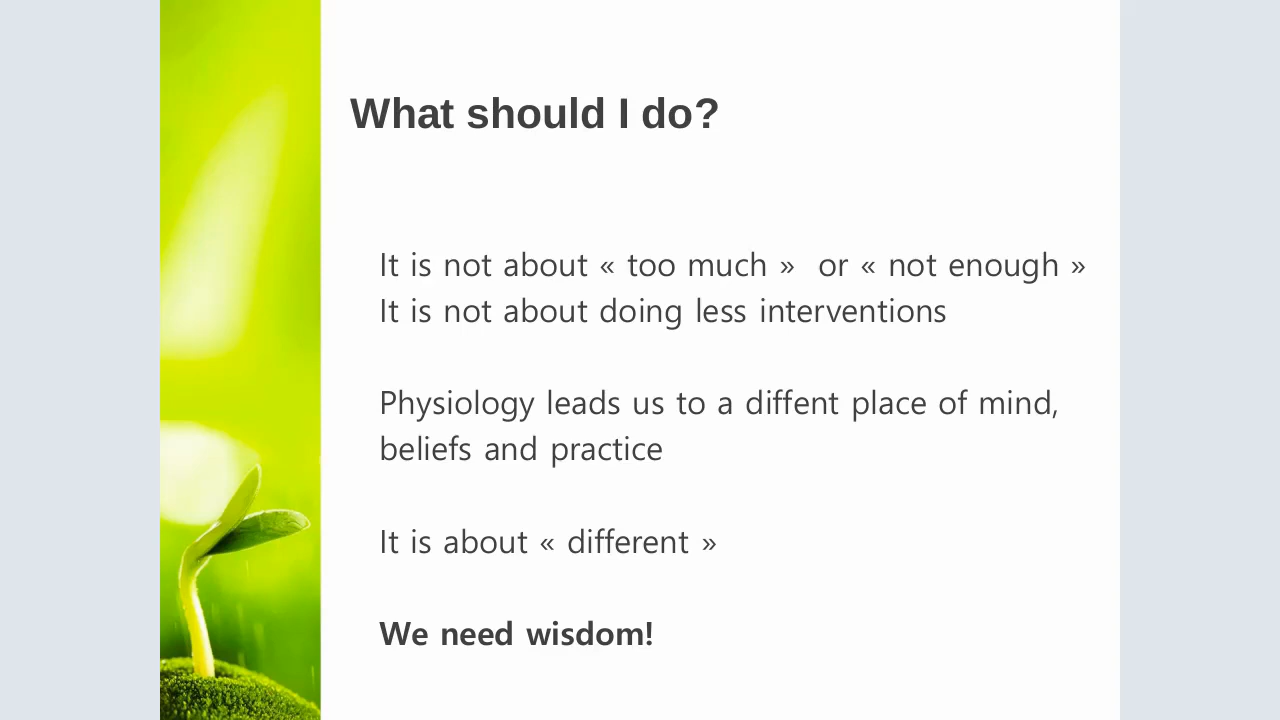 What should I do?
It is not about « too much »  or « not enough »
It is not about doing less interventions
Physiology leads us to a diffent place of mind,
beliefs and practice
It is about « different »
We need wisdom!